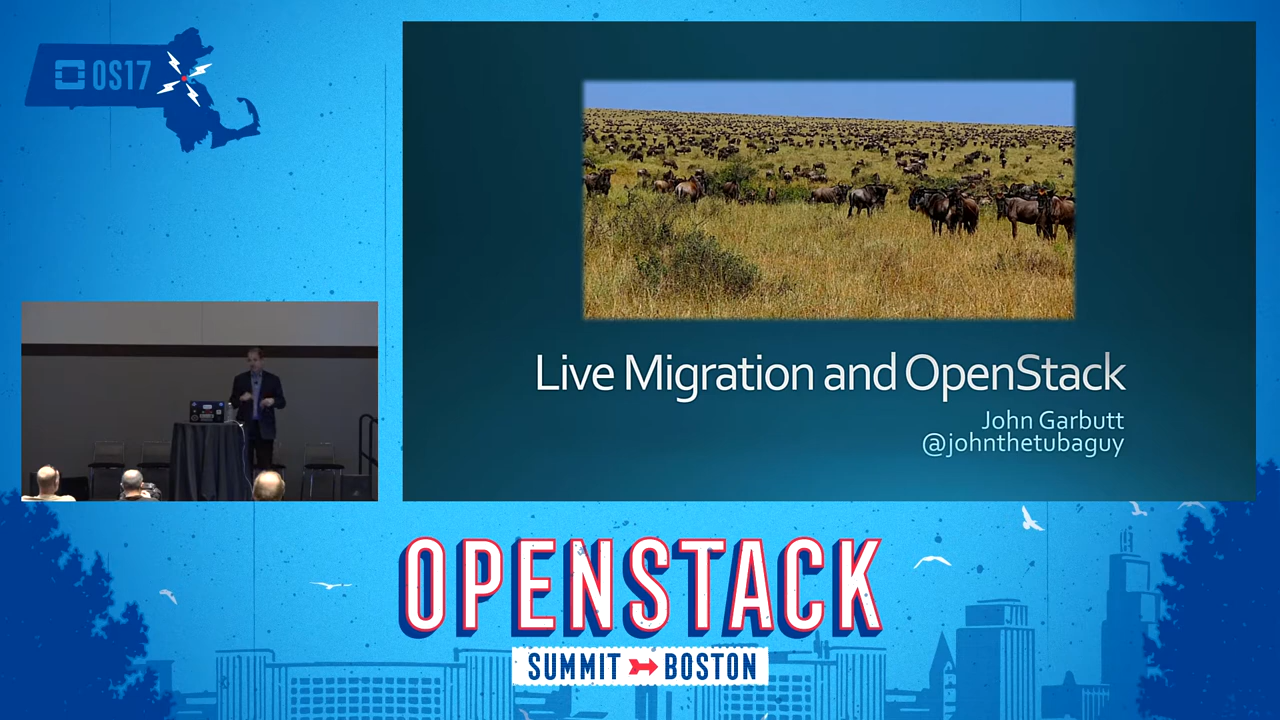 OS17
Live Migration and OpenStack
John Garbutt
@johnthetubaguy
OPENSTACK
SUMMIT BOSTON